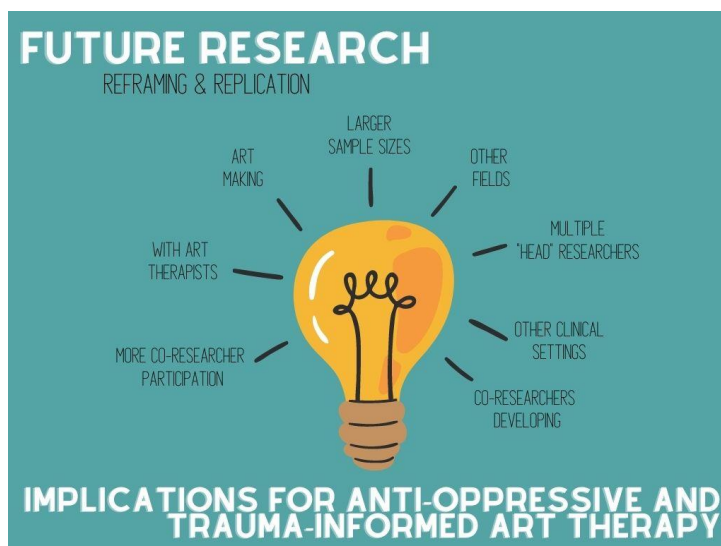 FUTURE RESEARCH
REFRAMING & REPLICATION
LARGER
SAMPLE SIZES
ART
MAKING
OTHER
FIELDS
WITH ART
THERAPISTS
MULTIPLE
"HEAD" RESEARCHERS
MORE CO-RESEARCHER
PARTICIPATION
OTHER CLINICAL
SETTINGS
CO-RESEARCHERS
DEVELOPING
IMPLICATIONS FOR ANTI-OPPRESSIVE AND
TRAUMA-INFORMED ART THERAPY